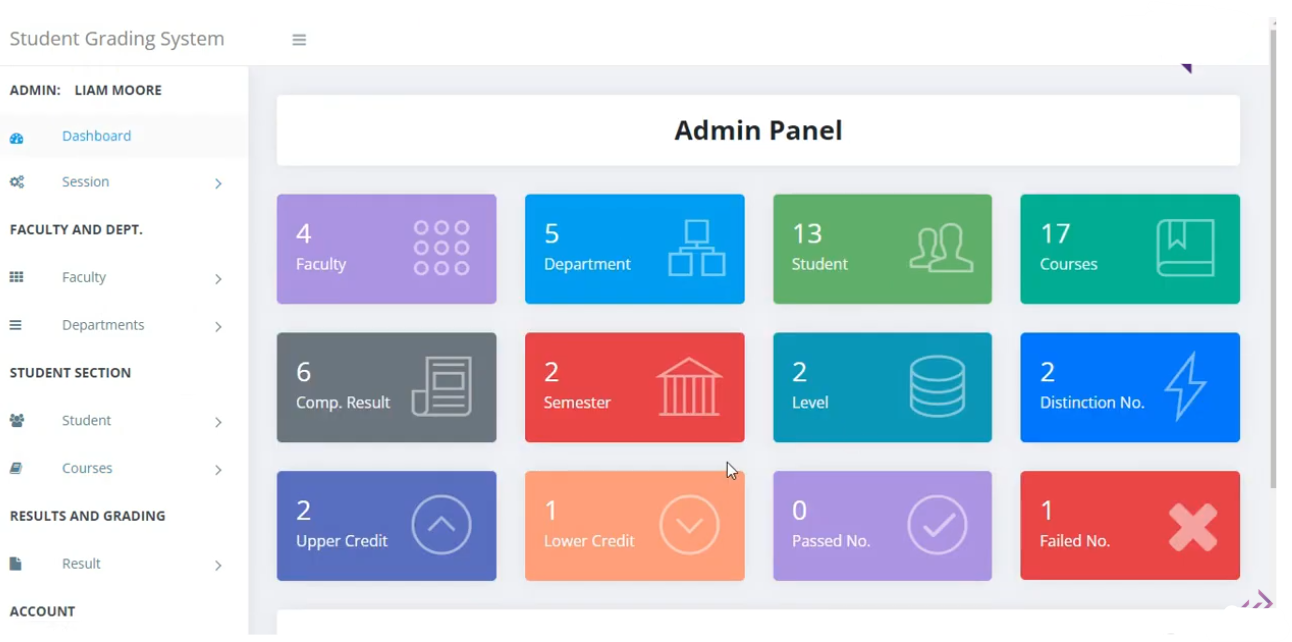 Student Grading System
ADMIN: LIAM MOORE
Dashboard
Session
FACULTY AND DEPT.
Faculty
Departments
STUDENT SECTION
Student
Courses
RESULTS AND GRADING
Result
ACCOUNT
Admin Panel
4
Faculty
5
Department
13
Student
17
Courses
6
Comp. Result
2
Semester
2
Level
2
Distinction No.
2
Upper Credit
1
Lower Credit
0
Passed No.
1
Failed No.